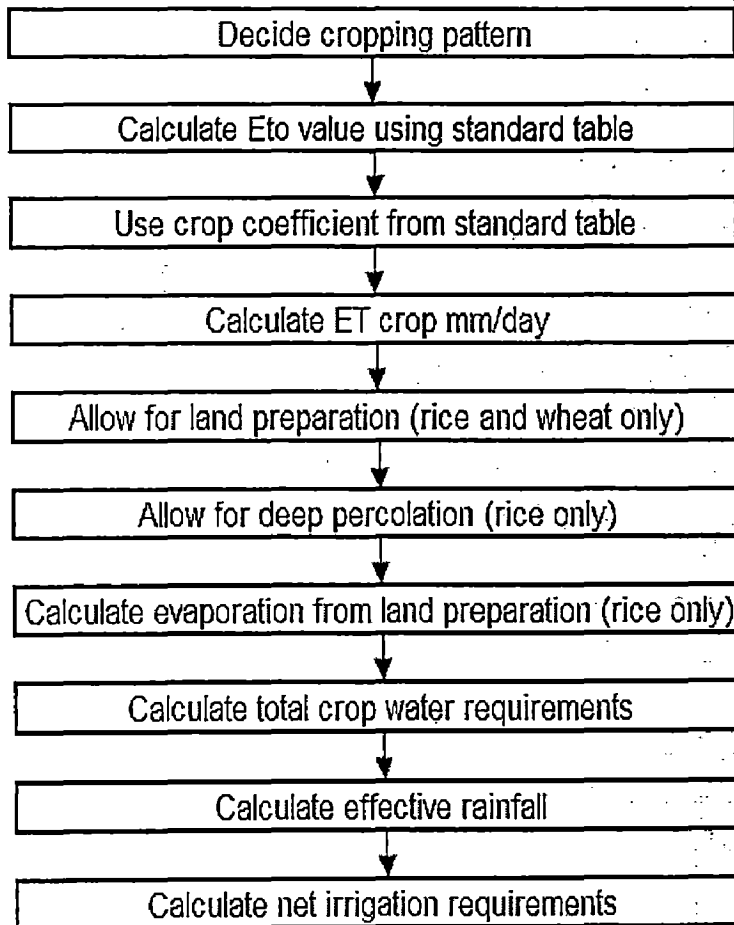 Decide cropping pattern
Calculate Eto value using standard table
Use crop coefficient from standard table
Calculate ET crop mm/day
Allow for land preparation (rice and wheat only)
Allow for deep percolation (rice only)
Calculate evaporation from land preparation (rice only)
Calculate total crop water requirements
Calculate effective rainfall
Calculate net irrigation requirements